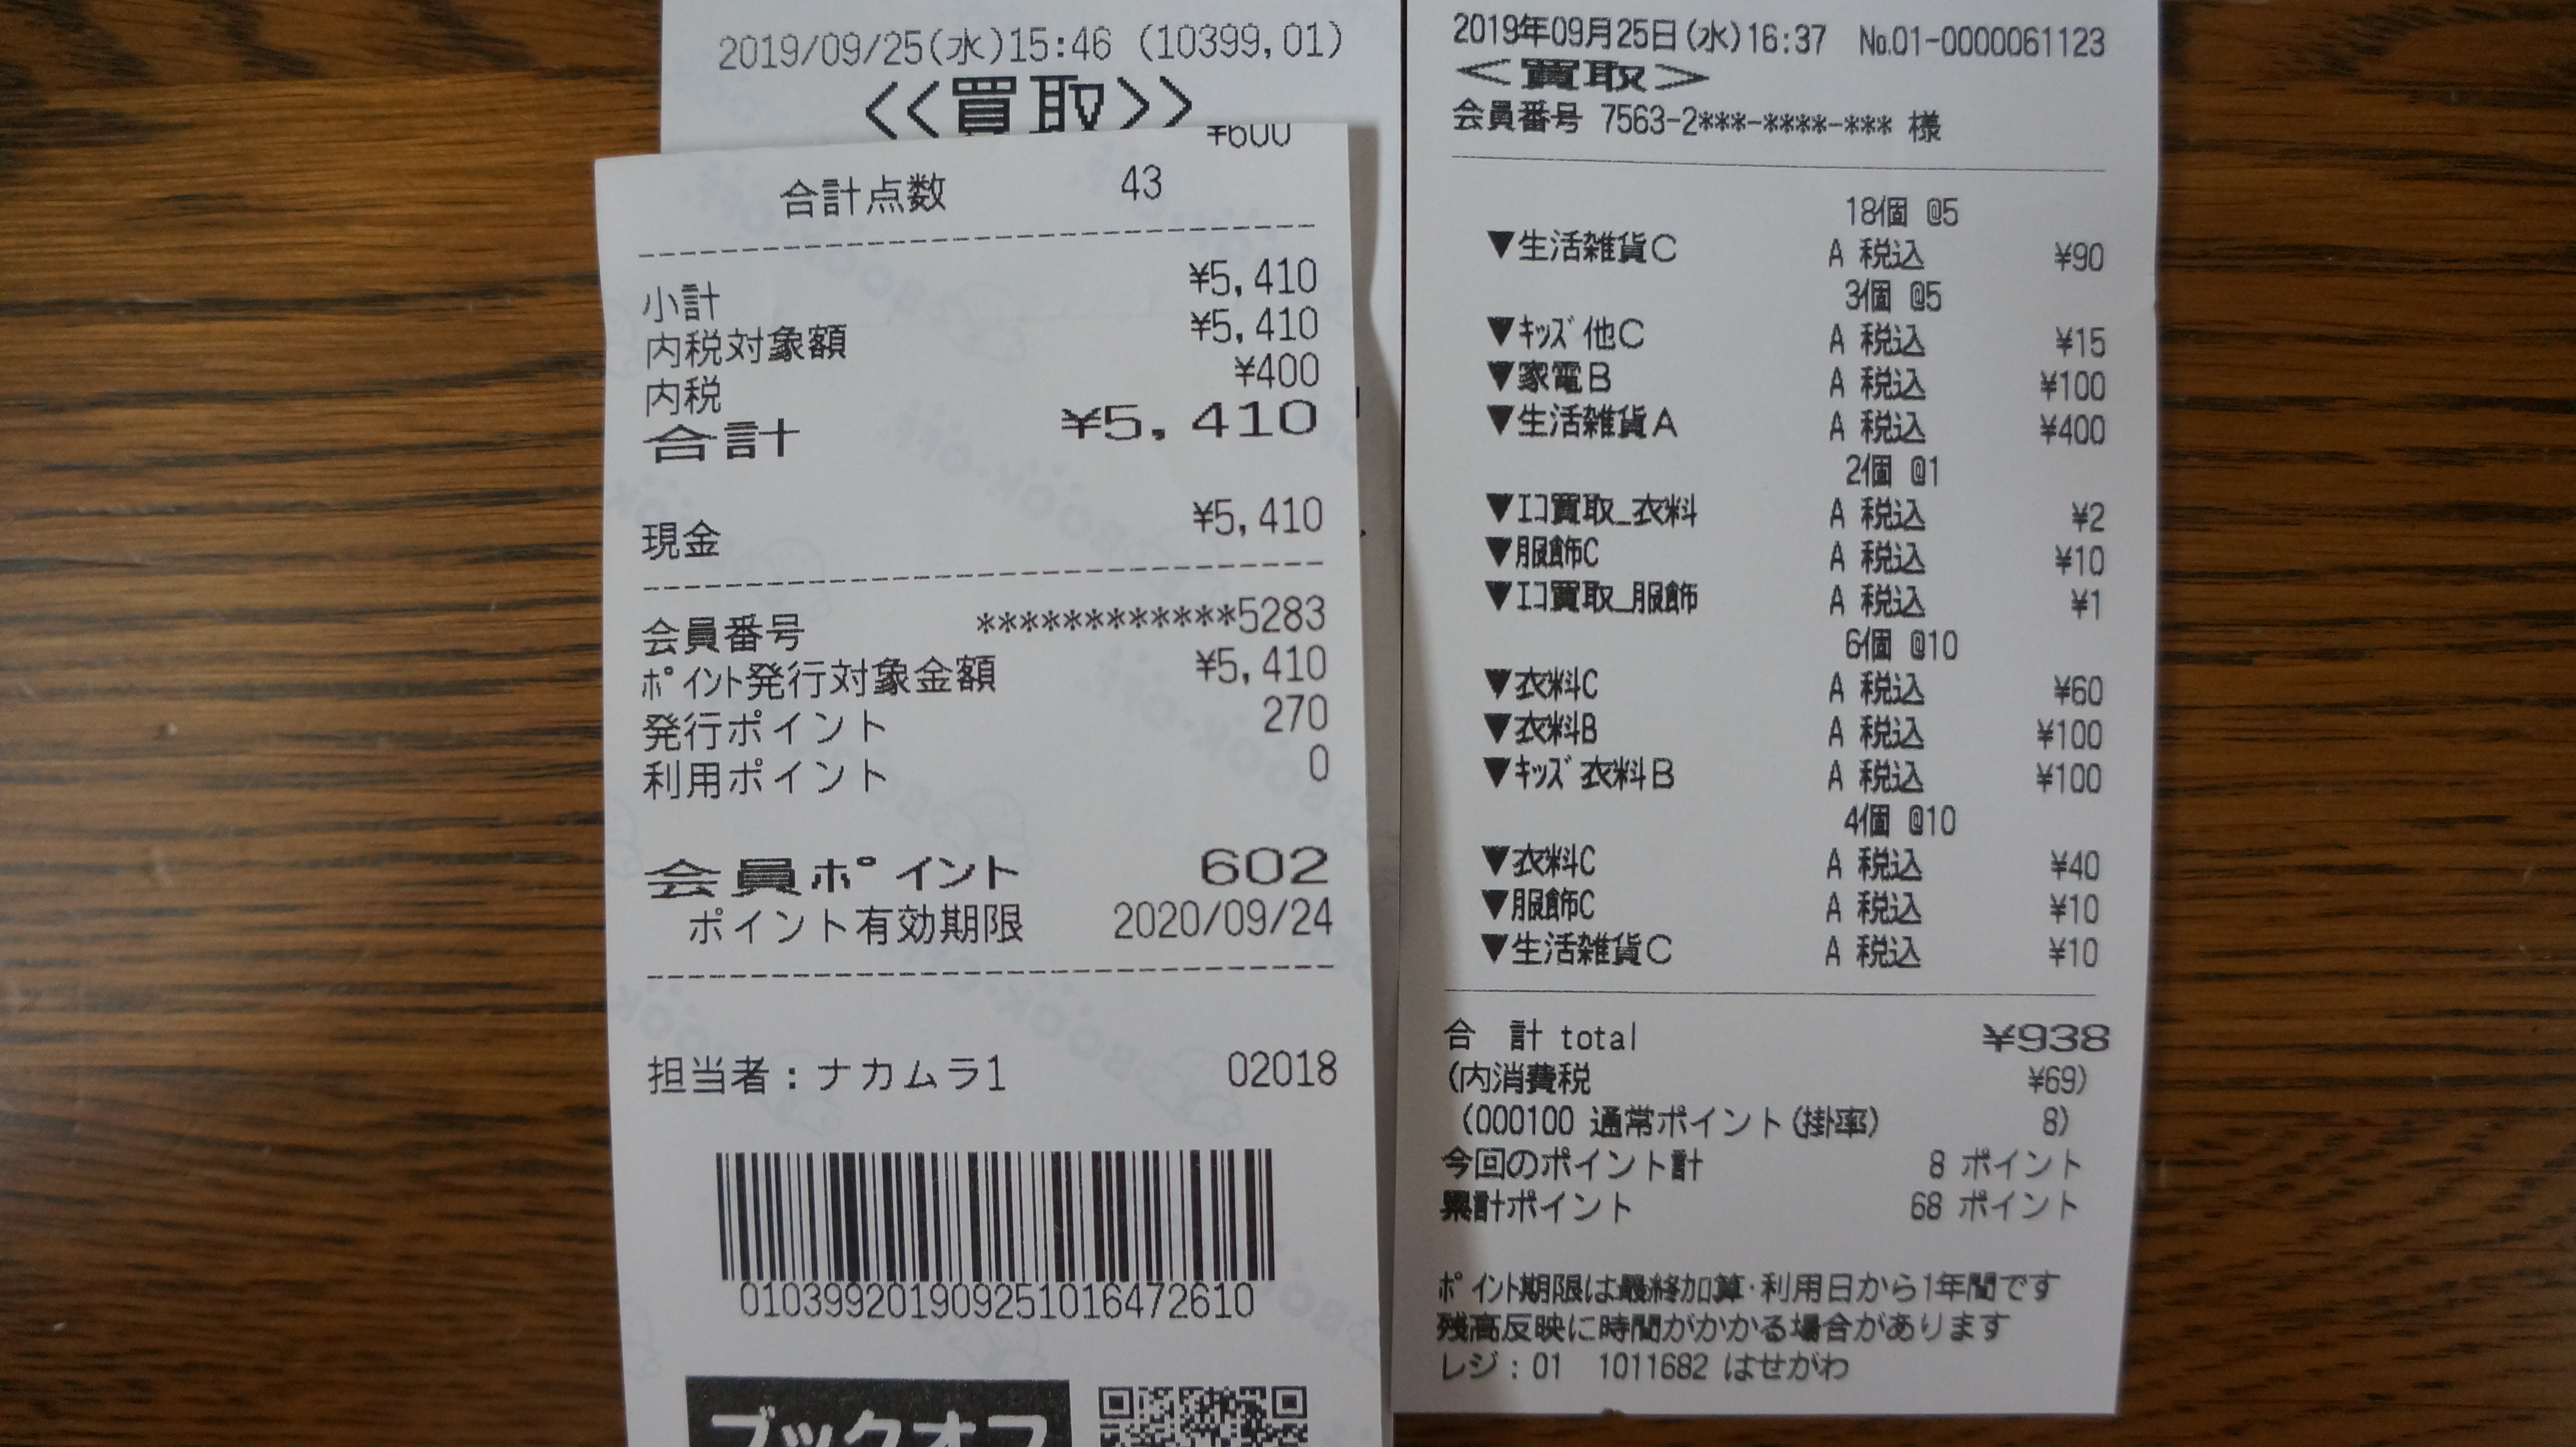 2019/09/25(水)15:46 (10399,01)
<<買取>>
¥600
合計点数 43
小計 ¥5,410
内税対象額 ¥5,410
内税 ¥400
合計 ¥5,410
現金 ¥5,410
会員番号 ************5283
ﾎﾟｲﾝﾄ発行対象金額 ¥5,410
発行ポイント 270
利用ポイント 0
会員ﾎﾟｲﾝﾄ 602
ポイント有効期限 2020/09/24
担当者:ナカムラ1 02018
0103992019092510164726​10
ブックオフ
2019年09月25日(水)16:37 No.01-0000061123
<買取>
会員番号 7563-2***-****-*** 様
18個 @5
▼生活雑貨C A 税込 ¥90
3個 @5
▼ｷｯｽﾞ他C A 税込 ¥15
▼家電B A 税込 ¥100
▼生活雑貨A A 税込 ¥400
2個 @1
▼ｴｺ買取_衣料 A 税込 ¥2
▼服飾C A 税込 ¥10
▼ｴｺ買取_服飾 A 税込 ¥1
6個 @10
▼衣料C A 税込 ¥60
▼衣料B A 税込 ¥100
▼ｷｯｽﾞ衣料B A 税込 ¥100
4個 @10
▼衣料C A 税込 ¥40
▼服飾C A 税込 ¥10
▼生活雑貨C A 税込 ¥10
合 計 total ¥938
(内消費税 ¥69)
(000100 通常ポイント(掛率) 8)
今回のポイント計 8 ポイント
累計ポイント 68 ポイント
ﾎﾟｲﾝﾄ期限は最終加算･利用日から1年間です
残高反映に時間がかかる場合があります
レジ:01 1011682 はせがわ